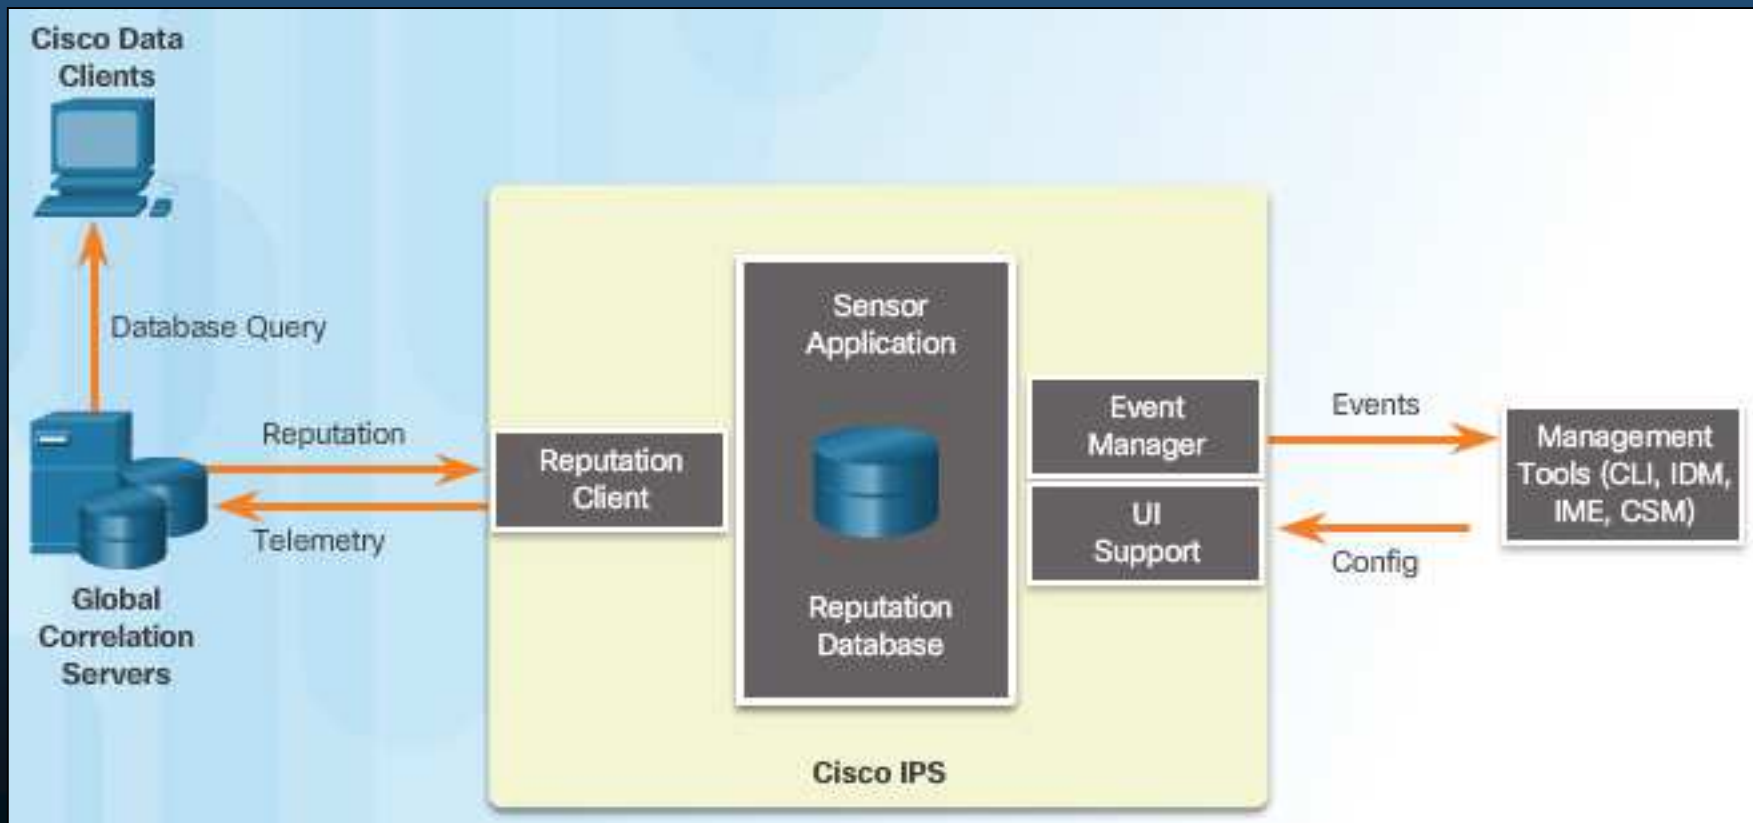 Cisco Data
Clients
Database Query
Reputation
Telemetry
Global
Correlation
Servers
Reputation
Client
Sensor
Application
Reputation
Database
Event
Manager
UI
Support
Cisco IPS
Events
Config
Management
Tools (CLI, IDM,
IME, CSM)